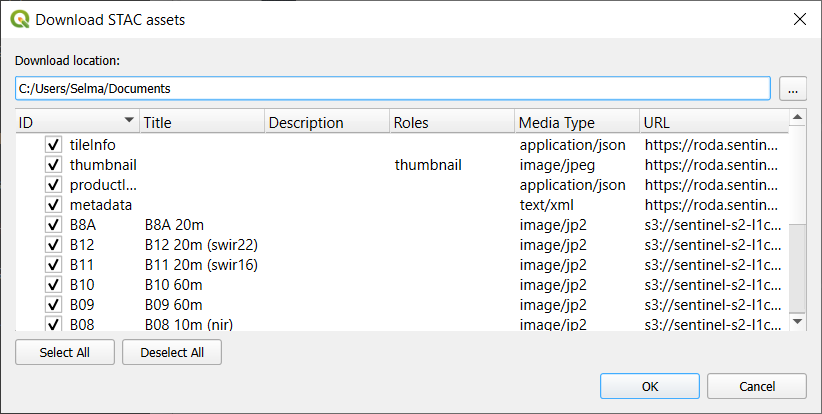 Download STAC assets
Download location:
C:/Users/Selma/Documents
...
ID Title Description Roles Media Type URL
tileInfo application/json https://roda.sentin...
thumbnail thumbnail image/jpeg https://roda.sentin...
productI... application/json https://roda.sentin...
metadata text/xml https://roda.sentin...
B8A B8A 20m image/jp2 s3://sentinel-s2-l1c...
B12 B12 20m (swir22) image/jp2 s3://sentinel-s2-l1c...
B11 B11 20m (swir16) image/jp2 s3://sentinel-s2-l1c...
B10 B10 60m image/jp2 s3://sentinel-s2-l1c...
B09 B09 60m image/jp2 s3://sentinel-s2-l1c...
B08 B08 10m (nir) image/jp2 s3://sentinel-s2-l1c...
Select All Deselect All
OK Cancel